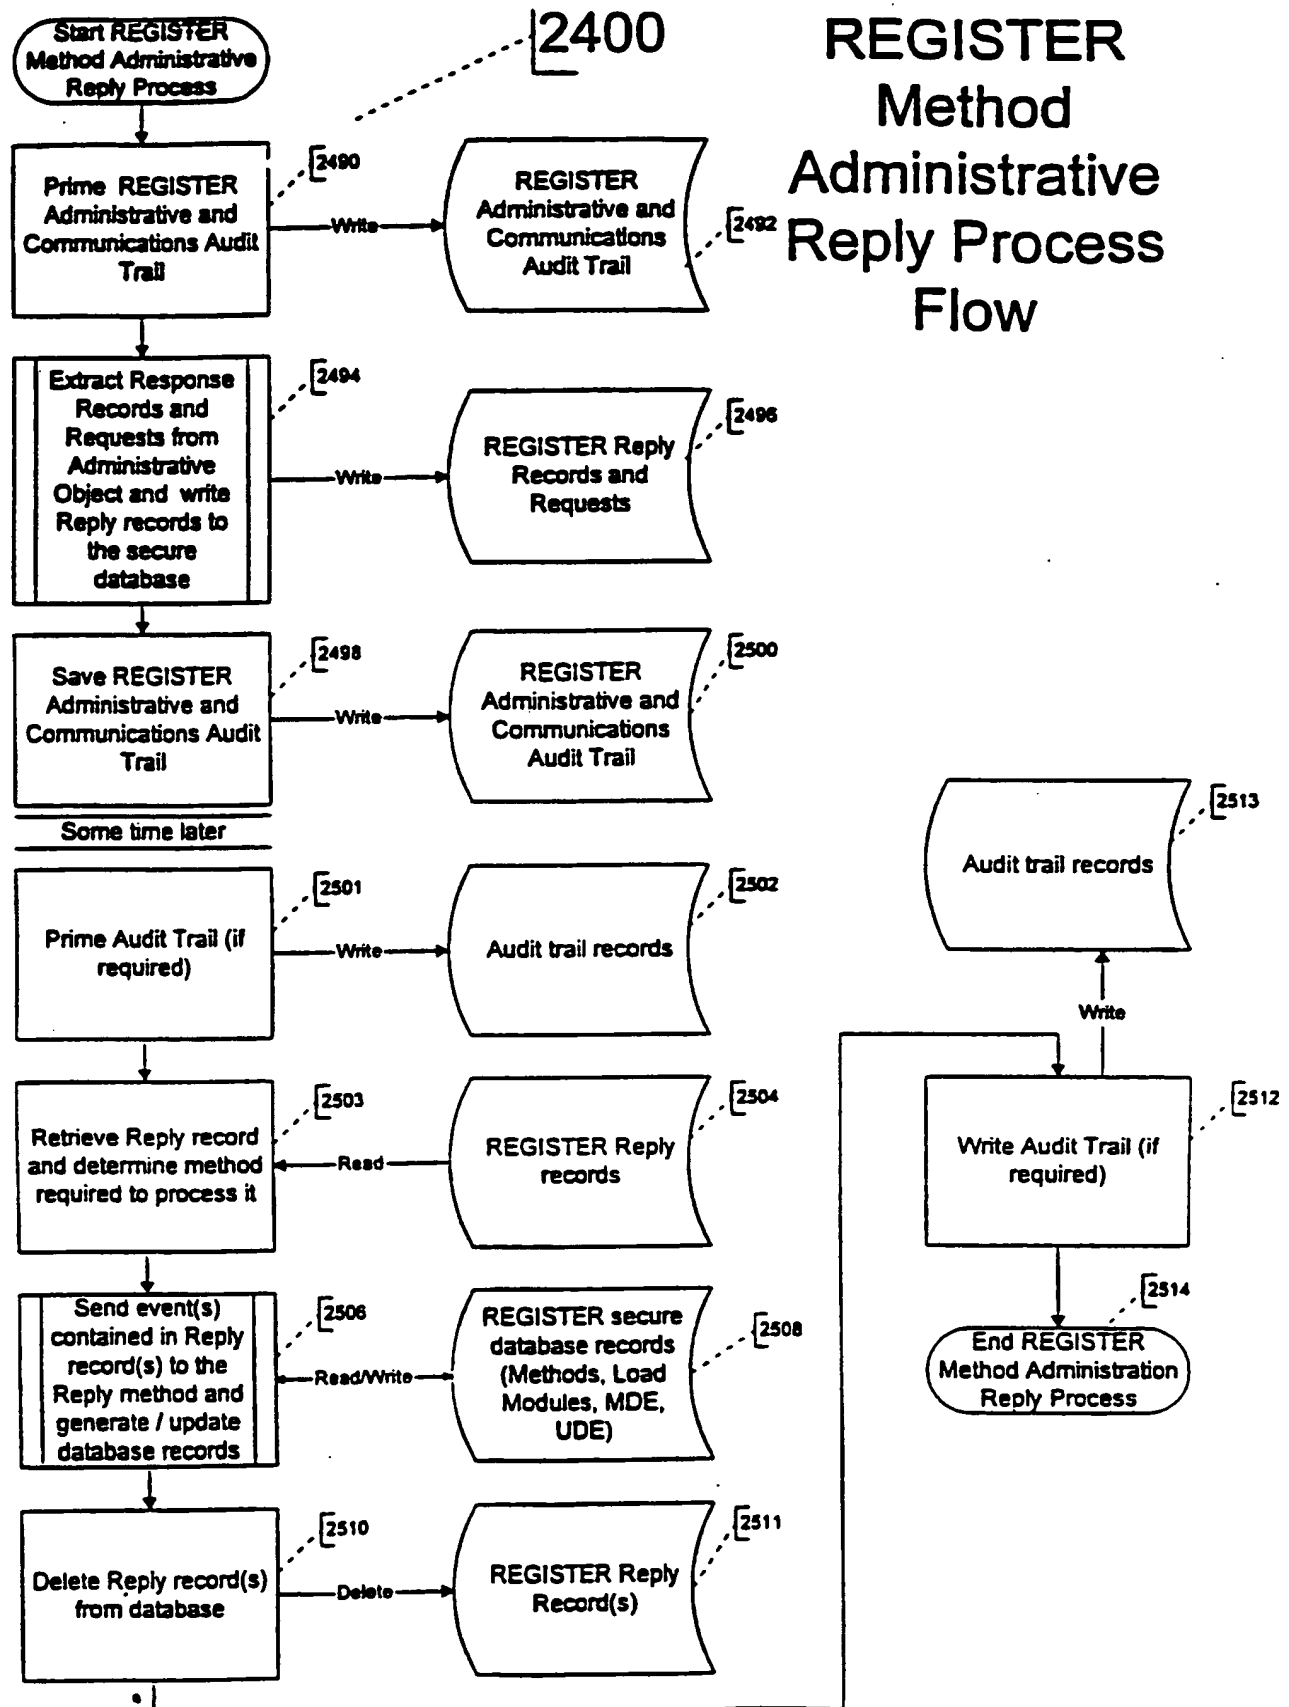 Start REGISTER
Method Administrative
Reply Process
2400
REGISTER
Method
Administrative
Reply Process
Flow
Prime REGISTER
Administrative and
Communications Audit
Trail
2490
Write
REGISTER
Administrative and
Communications
Audit Trail
2492
Extract Response
Records and
Requests from
Administrative
Object and write
Reply records to
the secure
database
2494
Write
REGISTER Reply
Records and
Requests
2496
Save REGISTER
Administrative and
Communications Audit
Trail
2498
Write
REGISTER
Administrative and
Communications
Audit Trail
2500
Some time later
Prime Audit Trail (if
required)
2501
Write
Audit trail records
2502
Retrieve Reply record
and determine method
required to process it
2503
Read
REGISTER Reply
records
2504
Send event(s)
contained in Reply
record(s) to the
Reply method and
generate / update
database records
2506
Read/Write
REGISTER secure
database records
(Methods, Load
Modules, MDE,
UDE)
2508
Delete Reply record(s)
from database
2510
Delete
REGISTER Reply
Record(s)
2511
Audit trail records
2513
Write
Write Audit Trail (if
required)
2512
End REGISTER
Method Administration
Reply Process
2514